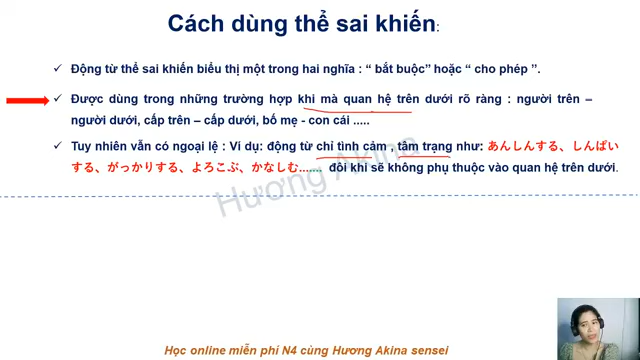 Cách dùng thể sai khiến:
✓ Động từ thể sai khiến biểu thị một trong hai nghĩa : “ bắt buộc” hoặc “ cho phép ”.
✓ Được dùng trong những trường hợp khi mà quan hệ trên dưới rõ ràng : người trên –
người dưới, cấp trên – cấp dưới, bố mẹ - con cái .....
✓ Tuy nhiên vẫn có ngoại lệ : Ví dụ: động từ chỉ tình cảm , tâm trạng như: あんしんする、しんぱい
する、がっかりする、よろこぶ、かなしむ....... đôi khi sẽ không phụ thuộc vào quan hệ trên dưới.
Hương Akina
Học online miễn phí N4 cùng Hương Akina sensei